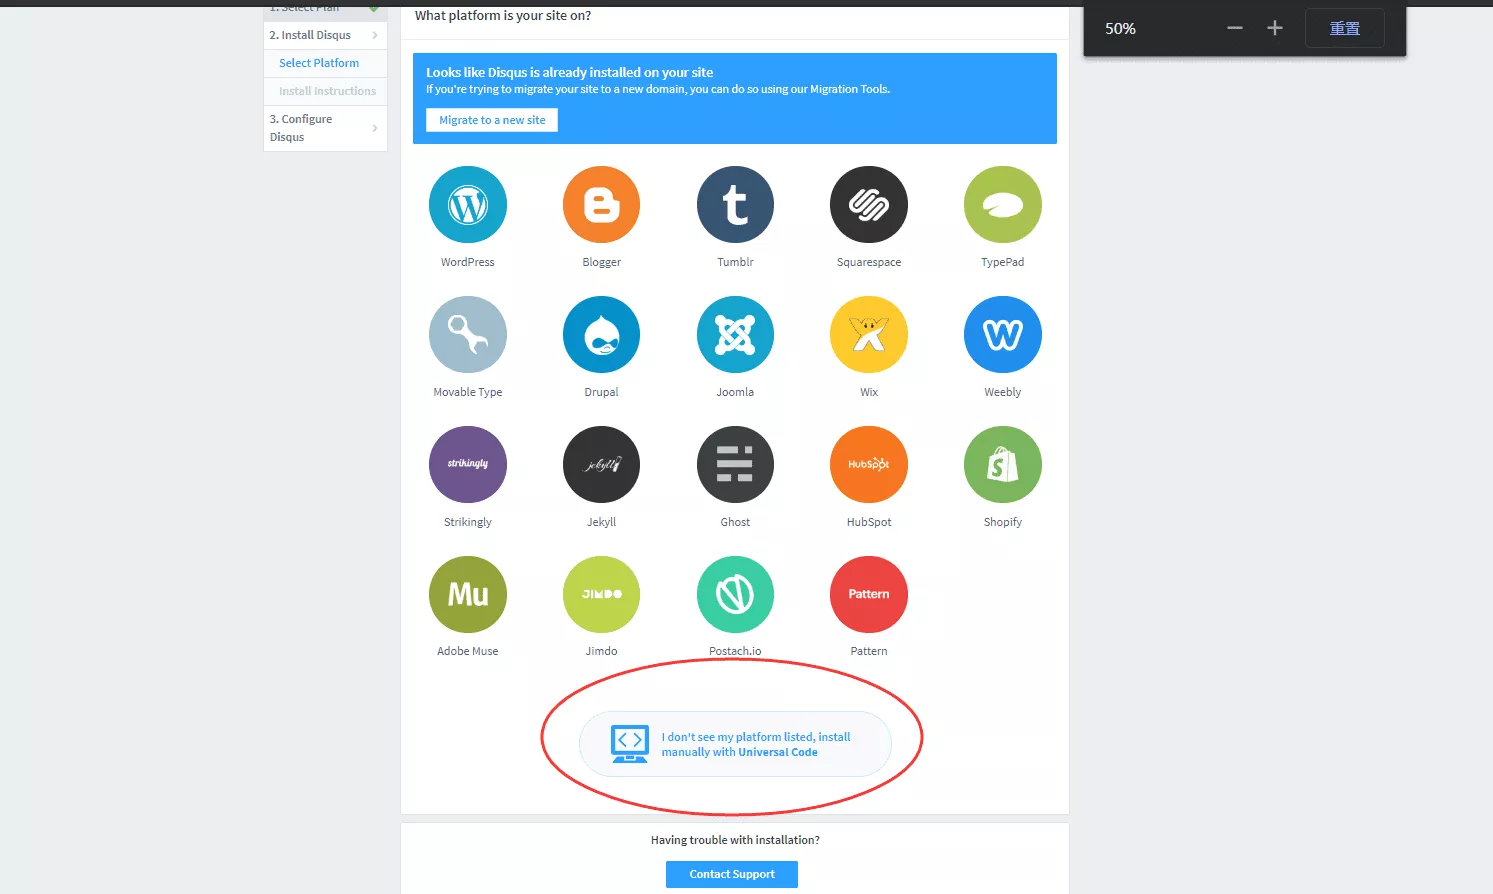 1. Select Plan
What platform is your site on?
50%
重置
2. Install Disqus
Select Platform
Install Instructions
3. Configure
Disqus
Looks like Disqus is already installed on your site
If you're trying to migrate your site to a new domain, you can do so using our Migration Tools.
Migrate to a new site
WordPress
Blogger
Tumblr
Squarespace
TypePad
Movable Type
Drupal
Joomla
Wix
Weebly
strikingly
jekyll
HubSpot
Strikingly
Jekyll
Ghost
HubSpot
Shopify
Mu
JIMDO
Pattern
Adobe Muse
Jimdo
Postach.io
Pattern
I don't see my platform listed, install
manually with Universal Code
Having trouble with installation?
Contact Support